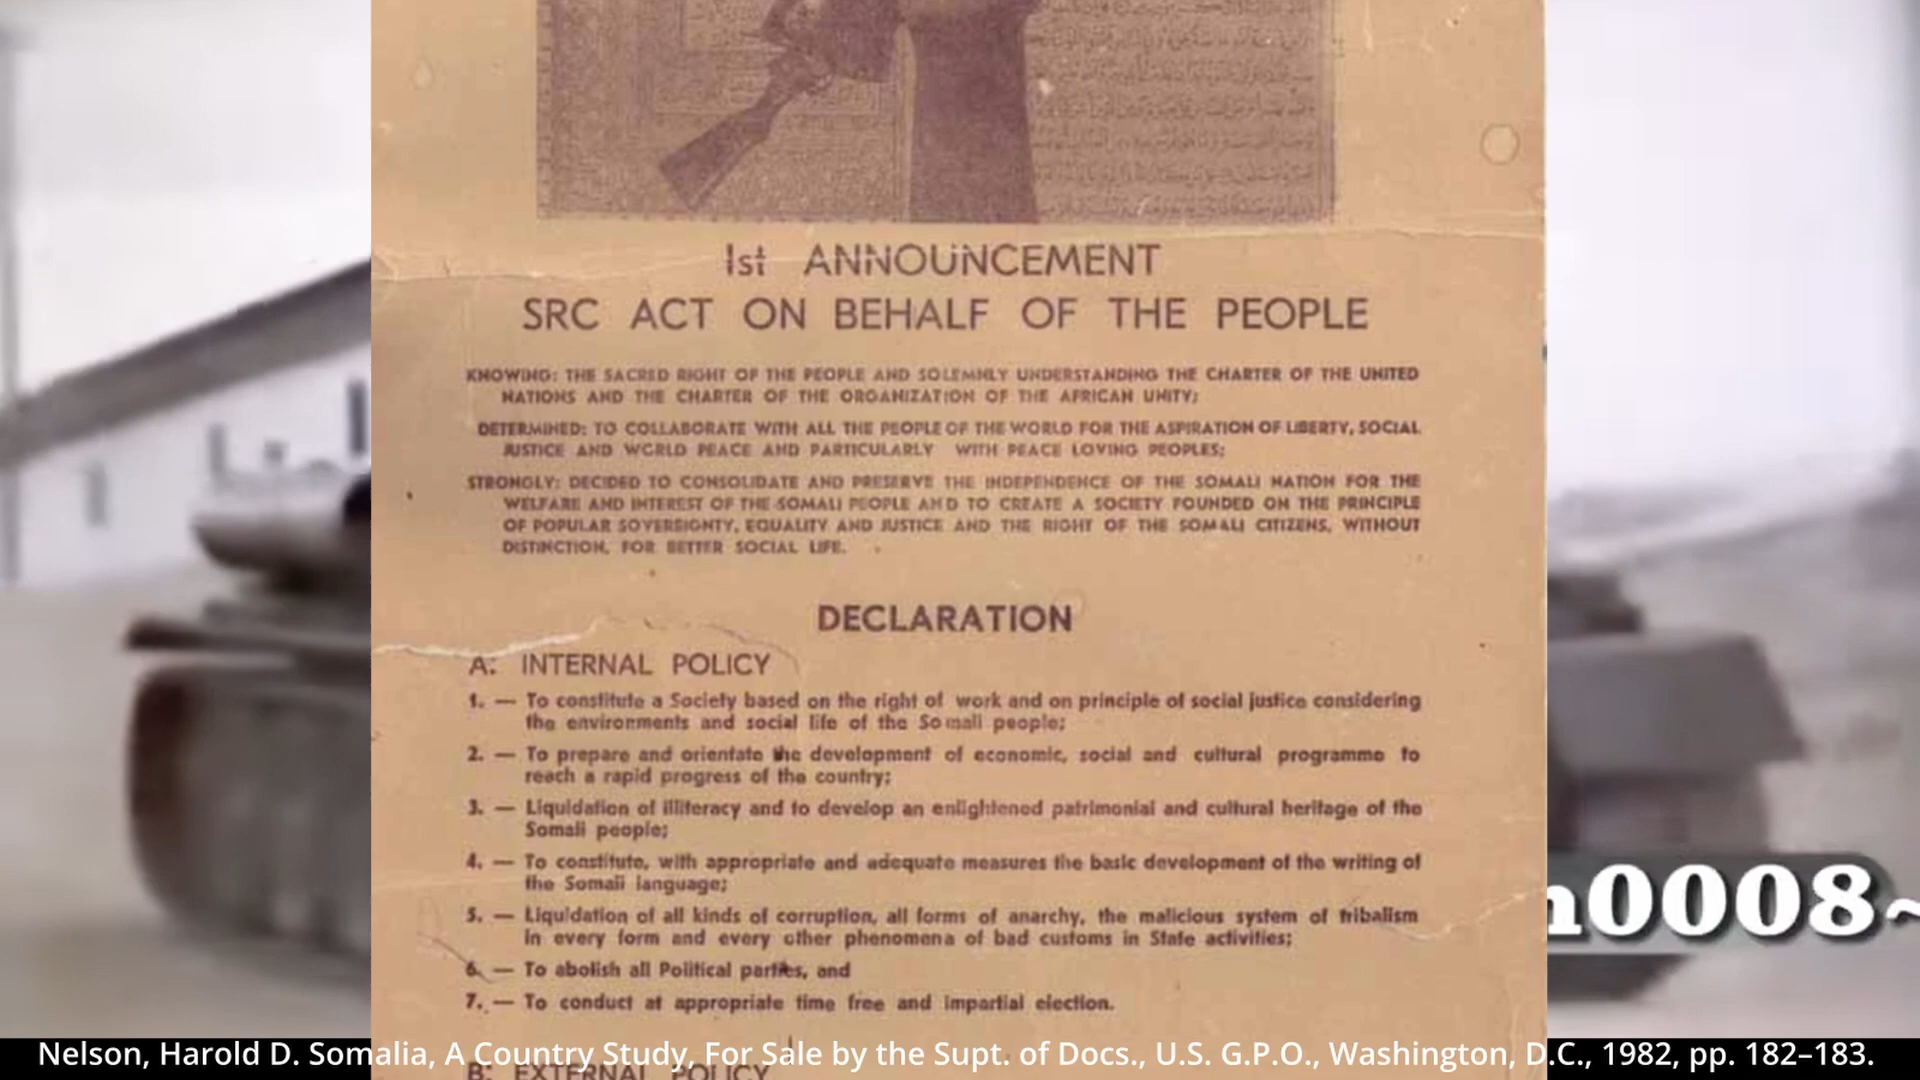 1st ANNOUNCEMENT
SRC ACT ON BEHALF OF THE PEOPLE
KNOWING: THE SACRED RIGHT OF THE PEOPLE AND SOLEMNLY UNDERSTANDING THE CHARTER OF THE UNITED
NATIONS AND THE CHARTER OF THE ORGANIZATION OF THE AFRICAN UNITY;
DETERMINED: TO COLLABORATE WITH ALL THE PEOPLE OF THE WORLD FOR THE ASPIRATION OF LIBERTY, SOCIAL
JUSTICE AND WORLD PEACE AND PARTICULARLY WITH PEACE LOVING PEOPLES;
STRONGLY: DECIDED TO CONSOLIDATE AND PRESERVE THE INDEPENDENCE OF THE SOMALI NATION FOR THE
WELFARE AND INTEREST OF THE SOMALI PEOPLE AND TO CREATE A SOCIETY FOUNDED ON THE PRINCIPLE
OF POPULAR SOVEREIGNTY, EQUALITY AND JUSTICE AND THE RIGHT OF THE SOMALI CITIZENS, WITHOUT
DISTINCTION, FOR BETTER SOCIAL LIFE.
DECLARATION
A: INTERNAL POLICY
1. — To constitute a Society based on the right of work and on principle of social justice considering
the environments and social life of the Somali people;
2. — To prepare and orientate the development of economic, social and cultural programme to
reach a rapid progress of the country;
3. — Liquidation of illiteracy and to develop an enlightened patrimonial and cultural heritage of the
Somali people;
4. — To constitute, with appropriate and adequate measures the basic development of the writing of
the Somali language;
5. — Liquidation of all kinds of corruption, all forms of anarchy, the malicious system of tribalism
in every form and every other phenomena of bad customs in State activities;
6. — To abolish all Political parties, and
7. — To conduct at appropriate time free and impartial election.
B: EXTERNAL POLICY
n0008~
Nelson, Harold D. Somalia, A Country Study, For Sale by the Supt. of Docs., U.S. G.P.O., Washington, D.C., 1982, pp. 182–183.